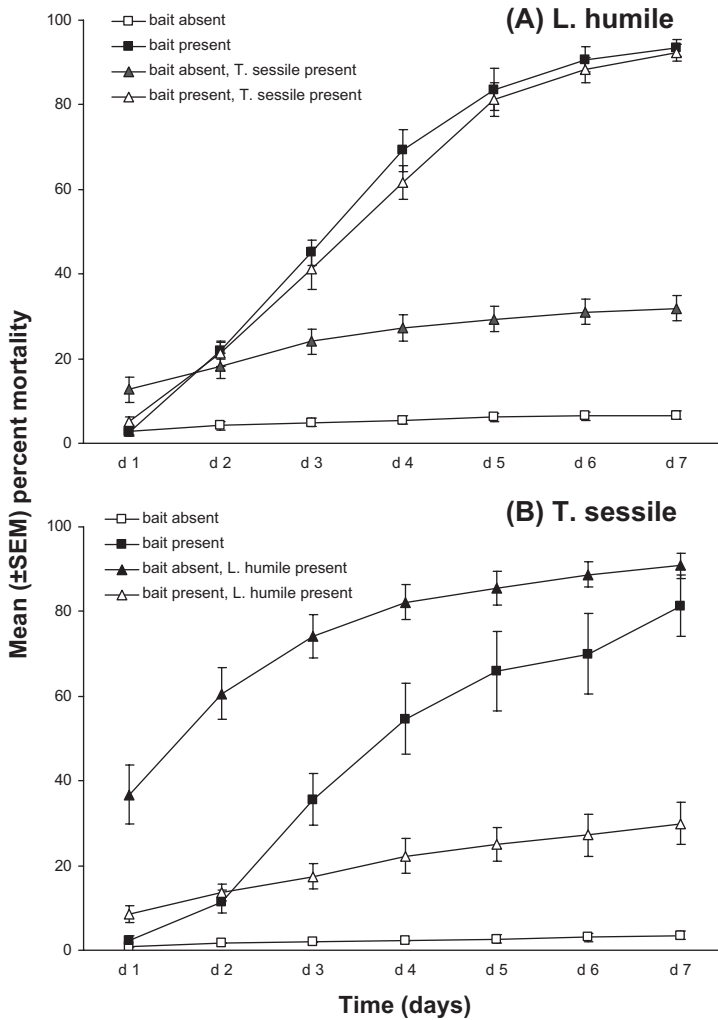 (A) L. humile
bait absent
bait present
bait absent, T. sessile present
bait present, T. sessile present
100
80
60
40
20
0
d 1 d 2 d 3 d 4 d 5 d 6 d 7
(B) T. sessile
bait absent
bait present
bait absent, L. humile present
bait present, L. humile present
100
80
60
40
20
0
d 1 d 2 d 3 d 4 d 5 d 6 d 7
Mean (±SEM) percent mortality
Time (days)